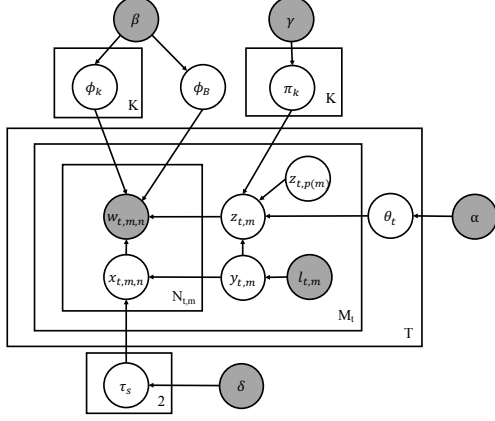 β γ
ϕ_k ϕ_B π_k
K K
z_{t,p(m)}
w_{t,m,n} z_{t,m} θ_t α
x_{t,m,n} y_{t,m} l_{t,m}
N_{t,m}
M_t
T
τ_s δ
2